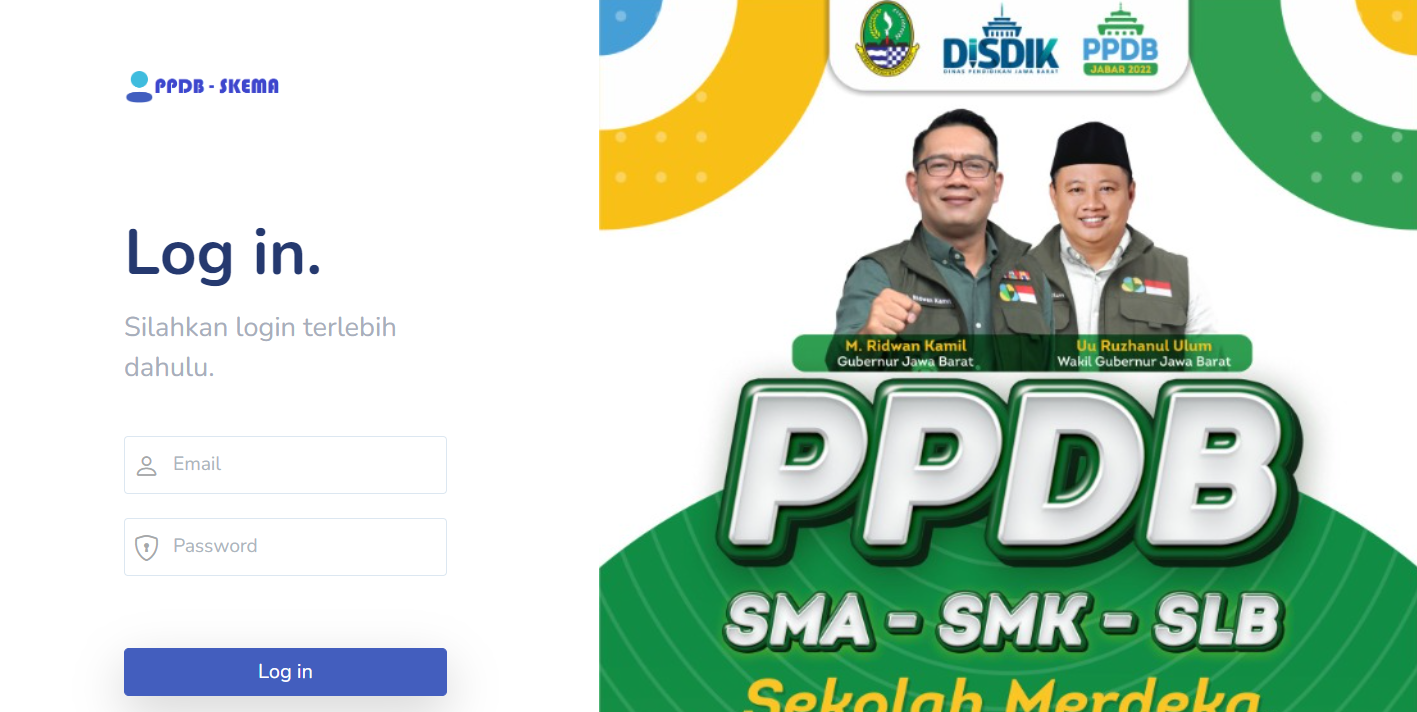 PPDB - SKEMA
Log in.
Silahkan login terlebih
dahulu.
Email
Password
Log in
DiSDIK
DINAS PENDIDIKAN JAWA BARAT
PPDB
JABAR 2022
Ridwan Kamil
M. Ridwan Kamil
Gubernur Jawa Barat
Uu Ruzhanul Ulum
Wakil Gubernur Jawa Barat
PPDB
SMA - SMK - SLB
Sekolah Merdeka